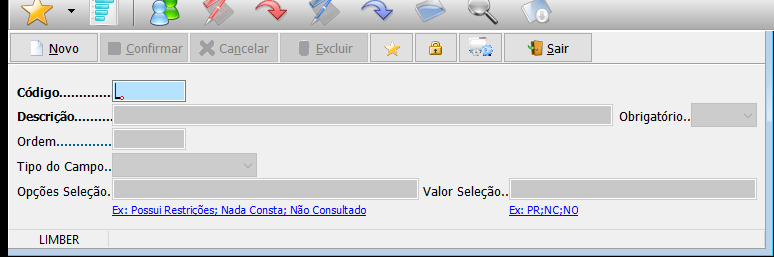 Novo Confirmar Cancelar Excluir Sair
Código.............
Descrição......... Obrigatório..
Ordem..............
Tipo do Campo..
Opções Seleção. Valor Seleção..
Ex: Possui Restrições; Nada Consta; Não Consultado Ex: PR;NC;NO
LIMBER